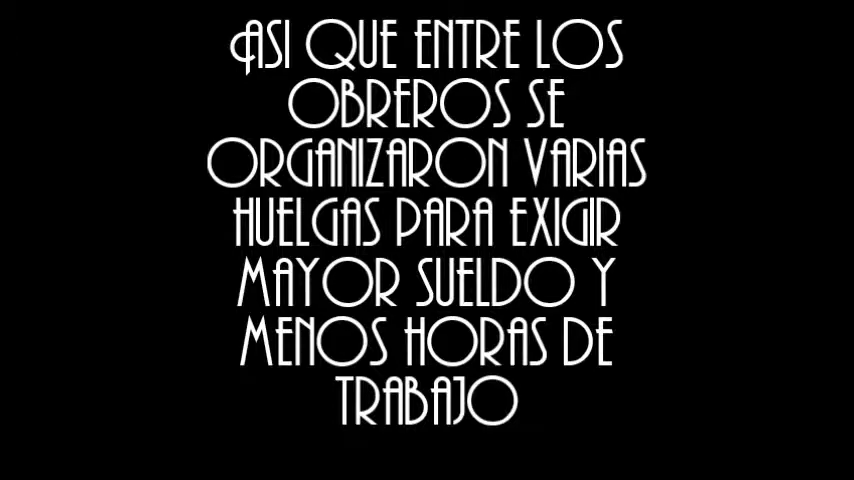 ASI QUE ENTRE LOS
OBREROS SE
ORGANIZARON VARIAS
HUELGAS PARA EXIGIR
MAYOR SUELDO Y
MENOS HORAS DE
TRABAJO